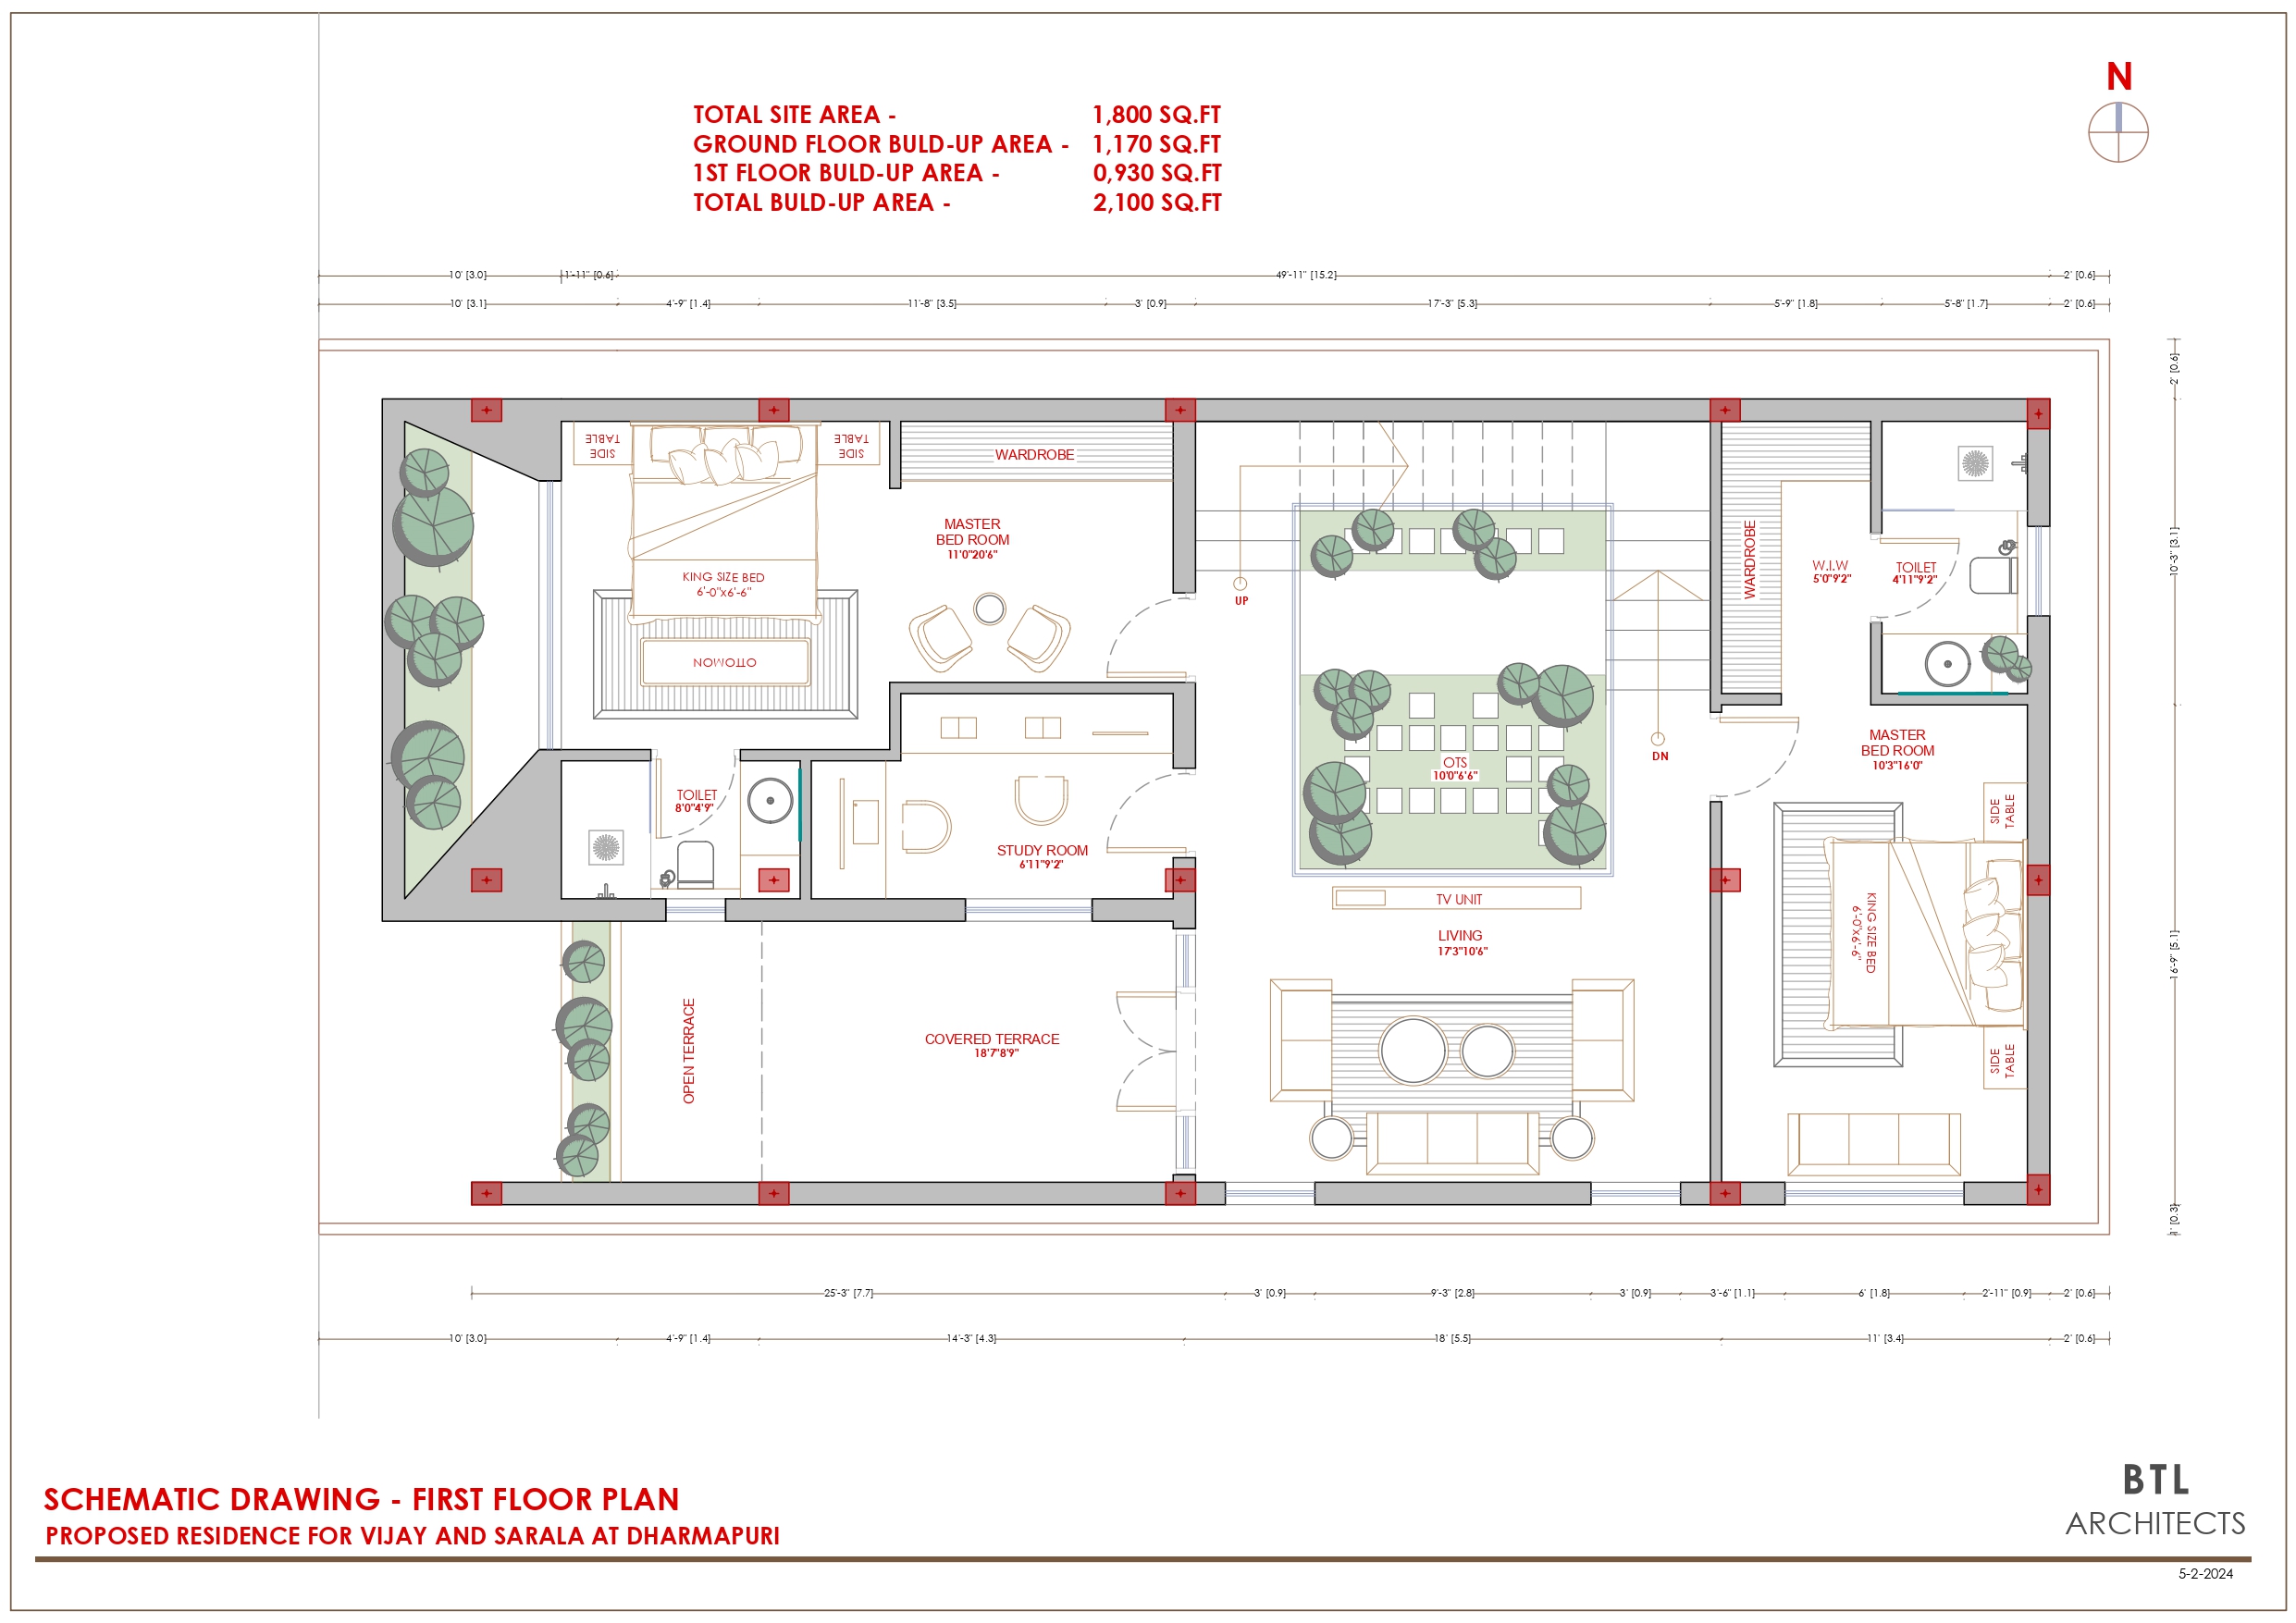 N
TOTAL SITE AREA - 1,800 SQ.FT
GROUND FLOOR BULD-UP AREA - 1,170 SQ.FT
1ST FLOOR BULD-UP AREA - 0,930 SQ.FT
TOTAL BULD-UP AREA - 2,100 SQ.FT
10' [3.0] 1'-11" [0.6] 49'-11" [15.2] 2' [0.6]
10' [3.1] 4'-9" [1.4] 11'-8" [3.5] 3' [0.9] 17'-3" [5.3] 5'-9" [1.8] 5'-8" [1.7] 2' [0.6]
2' [0.6]
10'-3" [3.1]
16'-9" [5.1]
1' [0.3]
SIDE
TABLE
SIDE
TABLE
WARDROBE
MASTER
BED ROOM
11'0"20'6"
KING SIZE BED
6'-0"x6'-6"
OTTOMON
UP
WARDROBE
W.I.W
5'0"9'2"
TOILET
4'11"9'2"
DN
MASTER
BED ROOM
10'3"16'0"
OTS
10'0"6'6"
TOILET
8'0"4'9"
STUDY ROOM
6'11"9'2"
SIDE
TABLE
TV UNIT
LIVING
17'3"10'6"
KING SIZE BED
6'-0"x6'-6"
OPEN TERRACE
COVERED TERRACE
18'7"8'9"
SIDE
TABLE
25'-3" [7.7] 3' [0.9] 9'-3" [2.8] 3' [0.9] 3'-6" [1.1] 6' [1.8] 2'-11" [0.9] 2' [0.6]
10' [3.0] 4'-9" [1.4] 14'-3" [4.3] 18' [5.5] 11' [3.4] 2' [0.6]
SCHEMATIC DRAWING - FIRST FLOOR PLAN
PROPOSED RESIDENCE FOR VIJAY AND SARALA AT DHARMAPURI
BTL
ARCHITECTS
5-2-2024